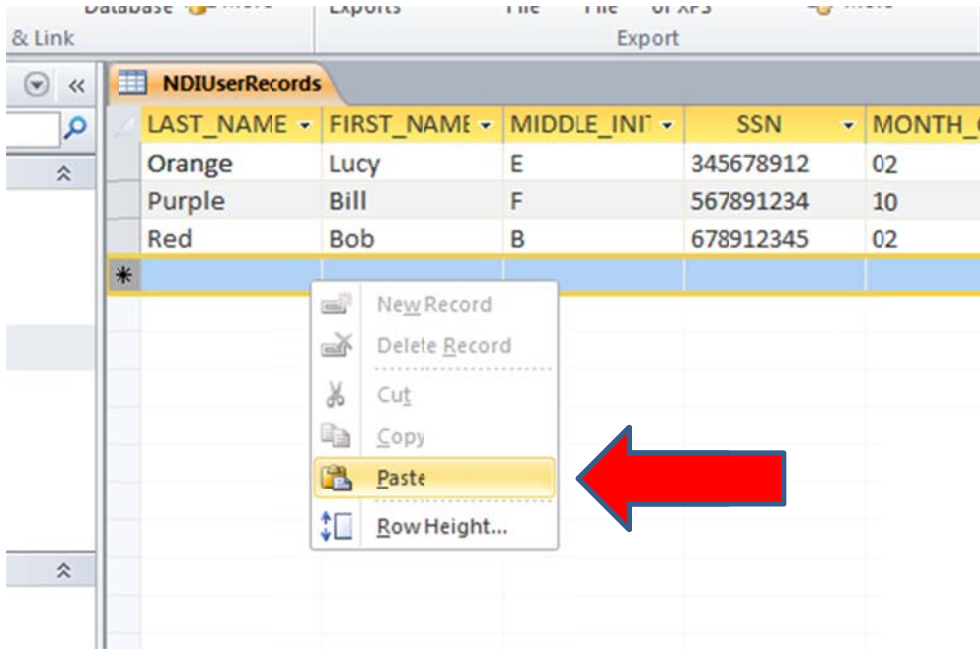 & Link Export
« NDIUserRecords
LAST_NAME FIRST_NAME MIDDLE_INIT SSN MONTH_
Orange Lucy E 345678912 02
Purple Bill F 567891234 10
Red Bob B 678912345 02
New Record
Delete Record
Cut
Copy
Paste
Row Height...